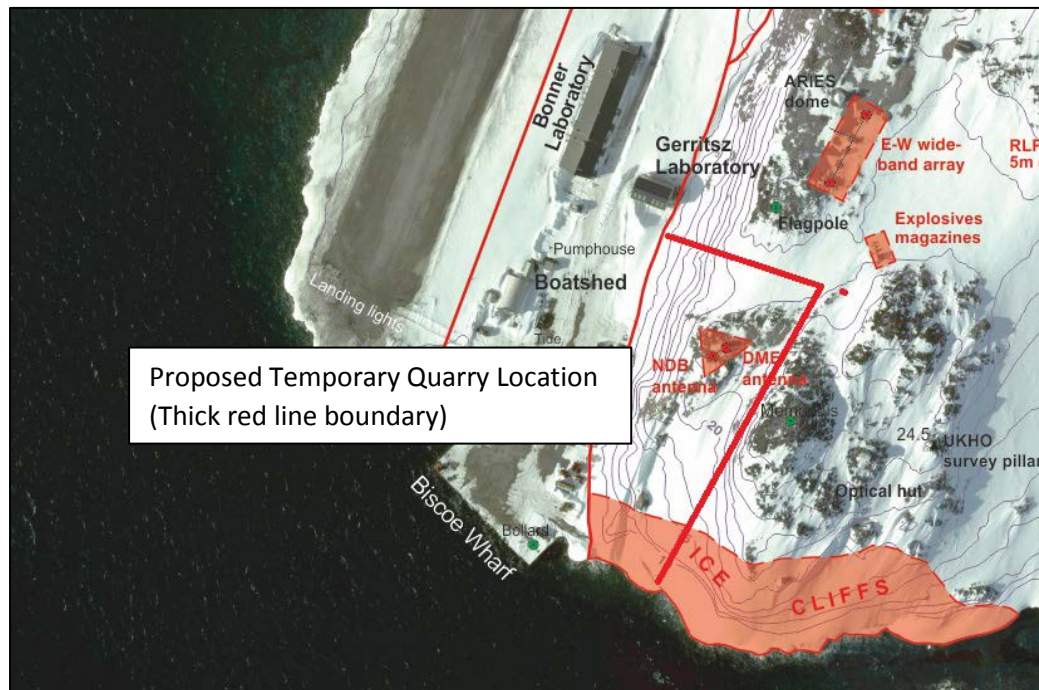 Bonner
Laboratory
ARIES
dome
E-W wide-
band array
RLP
5m
Gerritsz
Laboratory
Flagpole
Explosives
magazines
Pumphouse
Boatshed
Landing lights
Tide
Proposed Temporary Quarry Location
(Thick red line boundary)
NDB
antenna
DME
antenna
20
24.5
UKHO
survey pillar
Optical hut
Biscoe Wharf
Bollard
ICE
CLIFFS